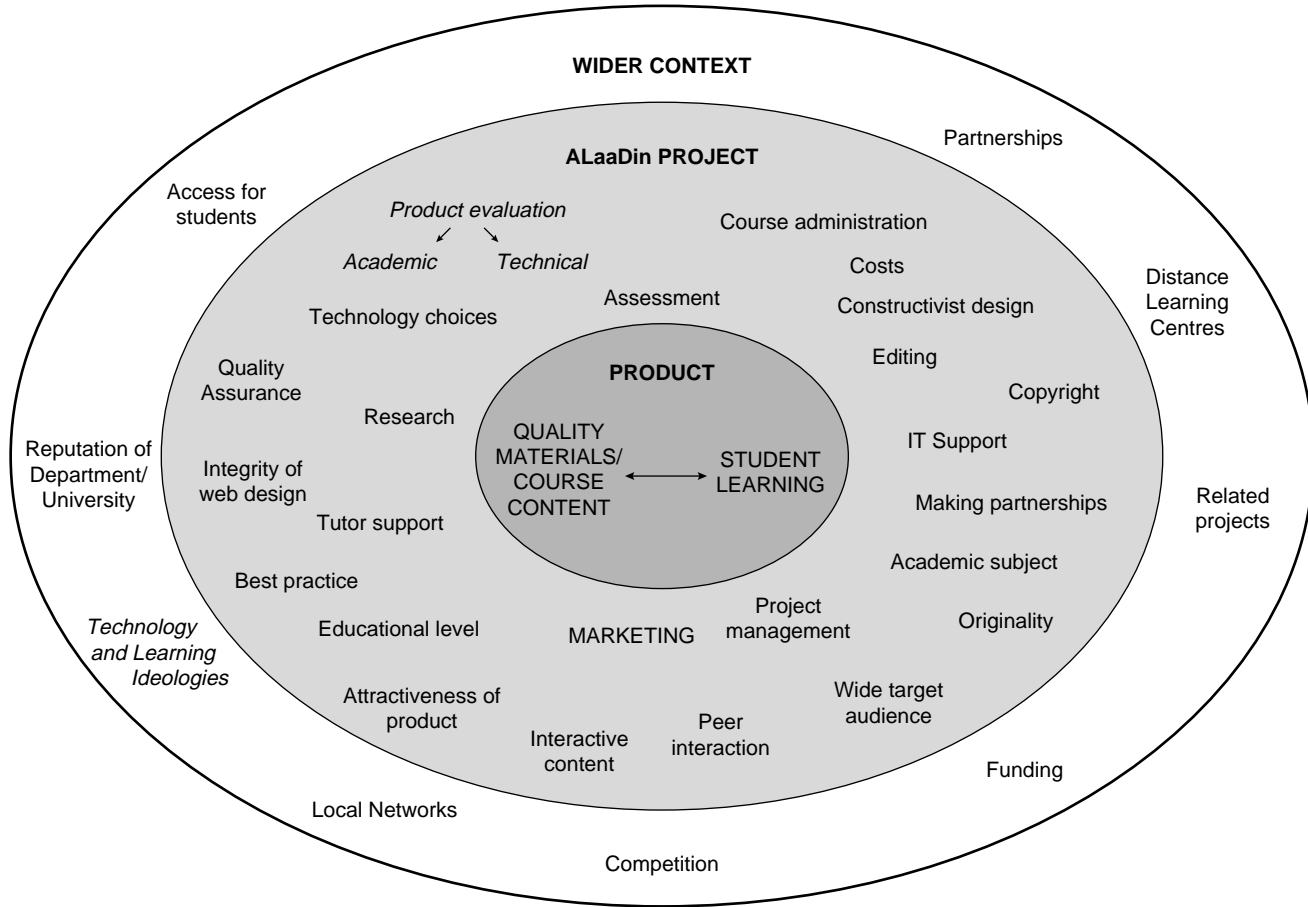 WIDER CONTEXT
Partnerships
Access for
students
Distance
Learning
Centres
Reputation of
Department/
University
Related
projects
Technology
and Learning
Ideologies
Funding
Local Networks
Competition
ALaaDin PROJECT
Product evaluation
Academic
Technical
Course administration
Costs
Assessment
Constructivist design
Technology choices
Editing
Quality
Assurance
Copyright
Research
IT Support
Integrity of
web design
Making partnerships
Tutor support
Academic subject
Best practice
Project
management
Originality
Educational level
MARKETING
Attractiveness of
product
Wide target
audience
Interactive
content
Peer
interaction
PRODUCT
QUALITY
MATERIALS/
COURSE
CONTENT
STUDENT
LEARNING